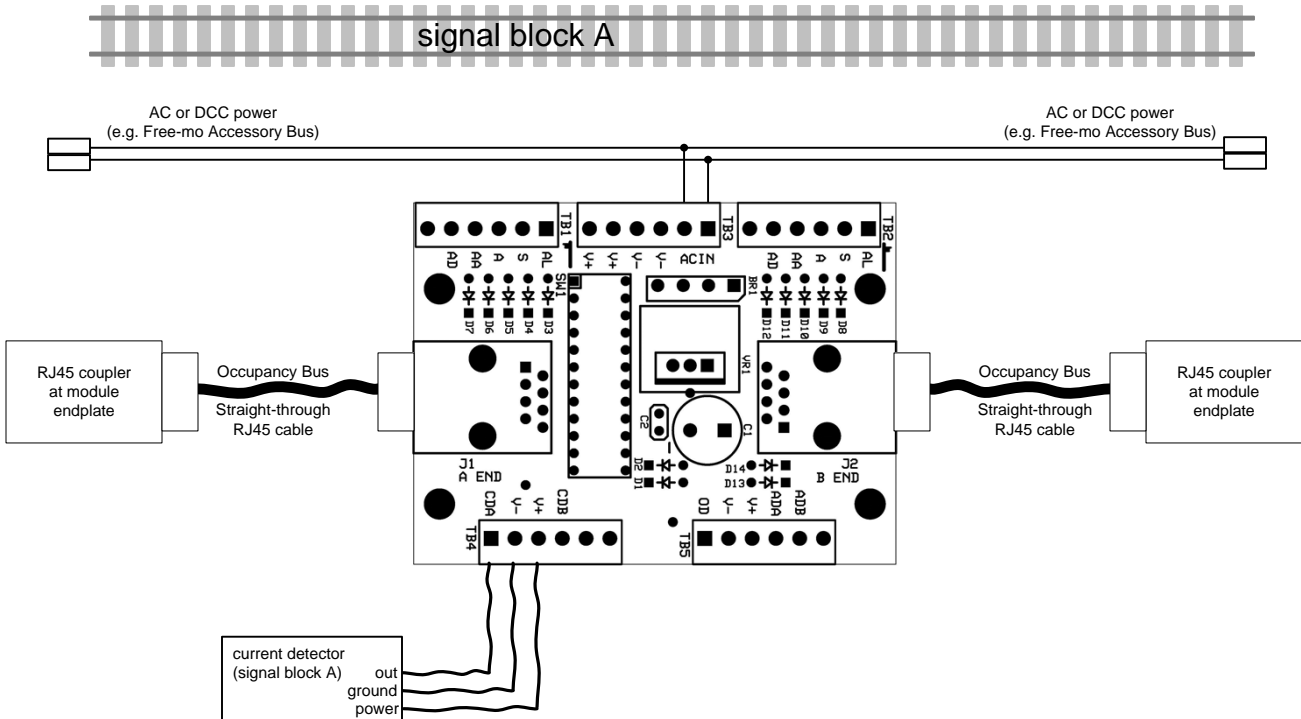 signal block A
AC or DCC power
(e.g. Free-mo Accessory Bus)
AC or DCC power
(e.g. Free-mo Accessory Bus)
TB1
TB3
TB2
AD AA A S AL
V+ V+ V- V- ACIN
AD AA A S AL
SW1
BR1
D7 D6 D5 D4 D3
D12 D11 D10 D9 D8
VR1
RJ45 coupler
at module
endplate
Occupancy Bus
Straight-through
RJ45 cable
Occupancy Bus
Straight-through
RJ45 cable
RJ45 coupler
at module
endplate
C2
C1
J1
A END
D2
D1
D14
D13
J2
B END
CDA V- V+ CDB
OD V- V+ ADA ADB
TB4
TB5
current detector
(signal block A)
out
ground
power